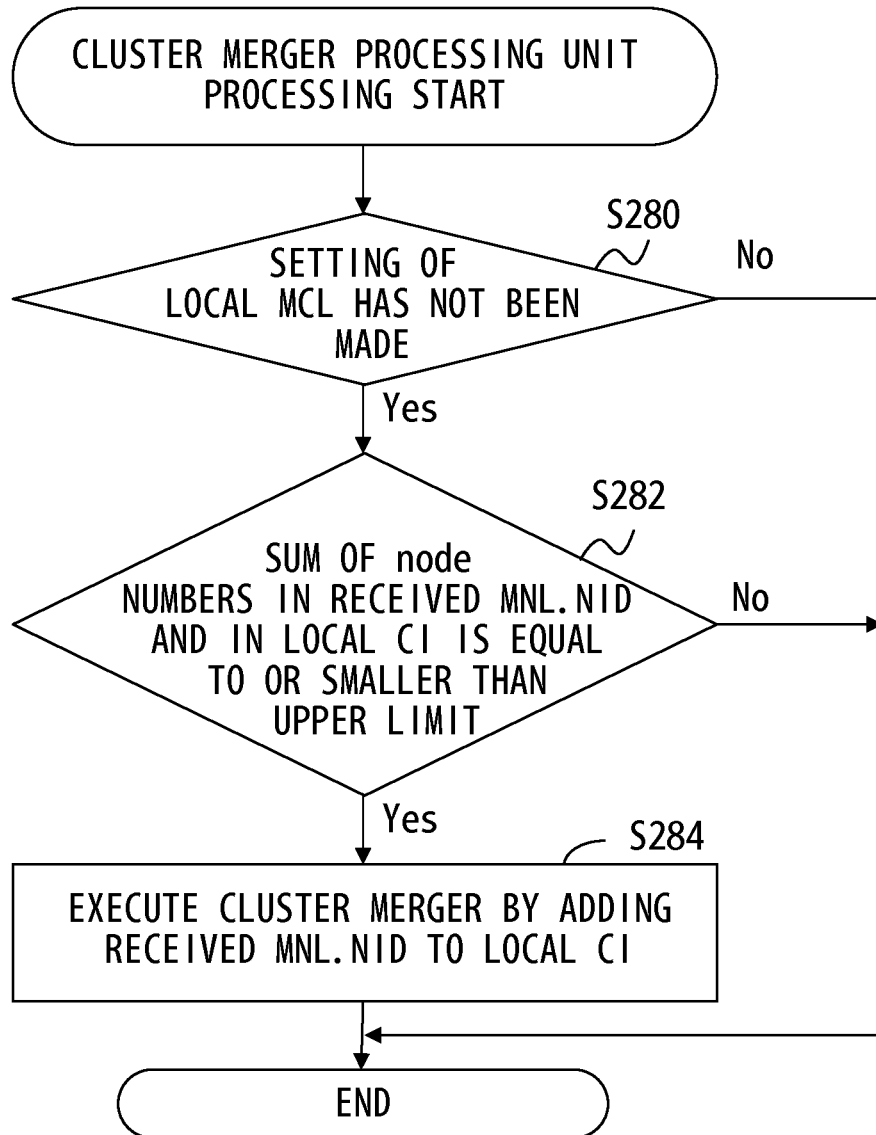 CLUSTER MERGER PROCESSING UNIT
PROCESSING START
S280
No
SETTING OF
LOCAL MCL HAS NOT BEEN
MADE
Yes
S282
SUM OF node
NUMBERS IN RECEIVED MNL.NID
AND IN LOCAL CI IS EQUAL
TO OR SMALLER THAN
UPPER LIMIT
No
Yes
S284
EXECUTE CLUSTER MERGER BY ADDING
RECEIVED MNL.NID TO LOCAL CI
END